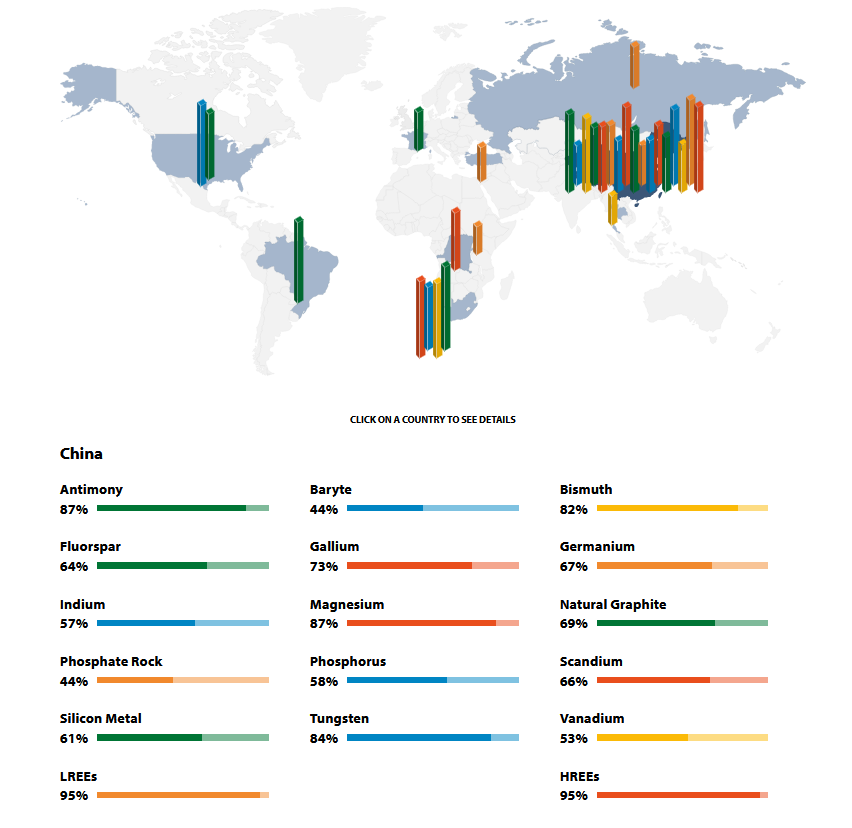 CLICK ON A COUNTRY TO SEE DETAILS
China
Antimony
87%
Baryte
44%
Bismuth
82%
Fluorspar
64%
Gallium
73%
Germanium
67%
Indium
57%
Magnesium
87%
Natural Graphite
69%
Phosphate Rock
44%
Phosphorus
58%
Scandium
66%
Silicon Metal
61%
Tungsten
84%
Vanadium
53%
LREEs
95%
HREEs
95%